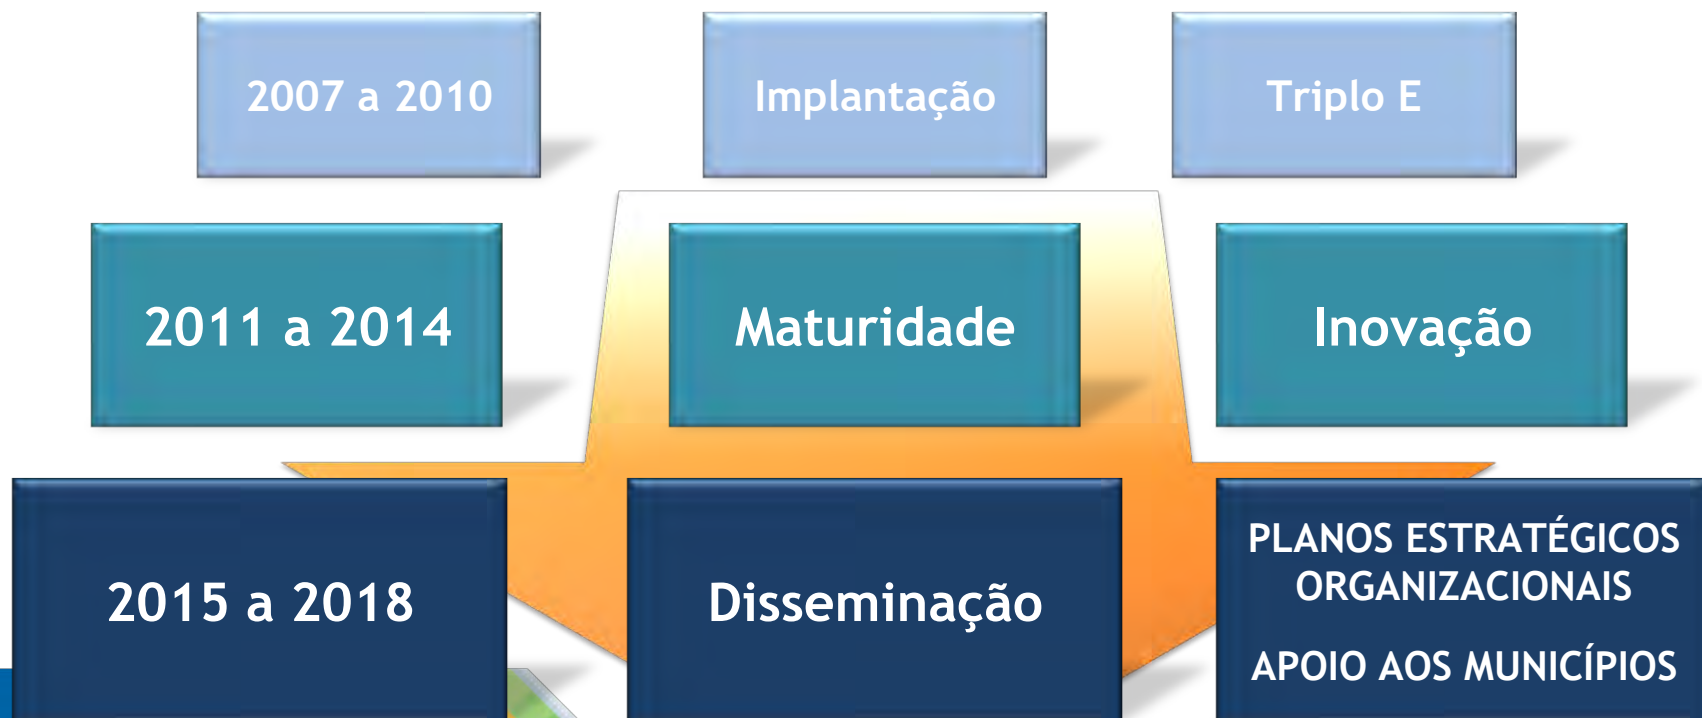 2007 a 2010
Implantação
Triplo E
2011 a 2014
Maturidade
Inovação
2015 a 2018
Disseminação
PLANOS ESTRATÉGICOS
ORGANIZACIONAIS
APOIO AOS MUNICÍPIOS